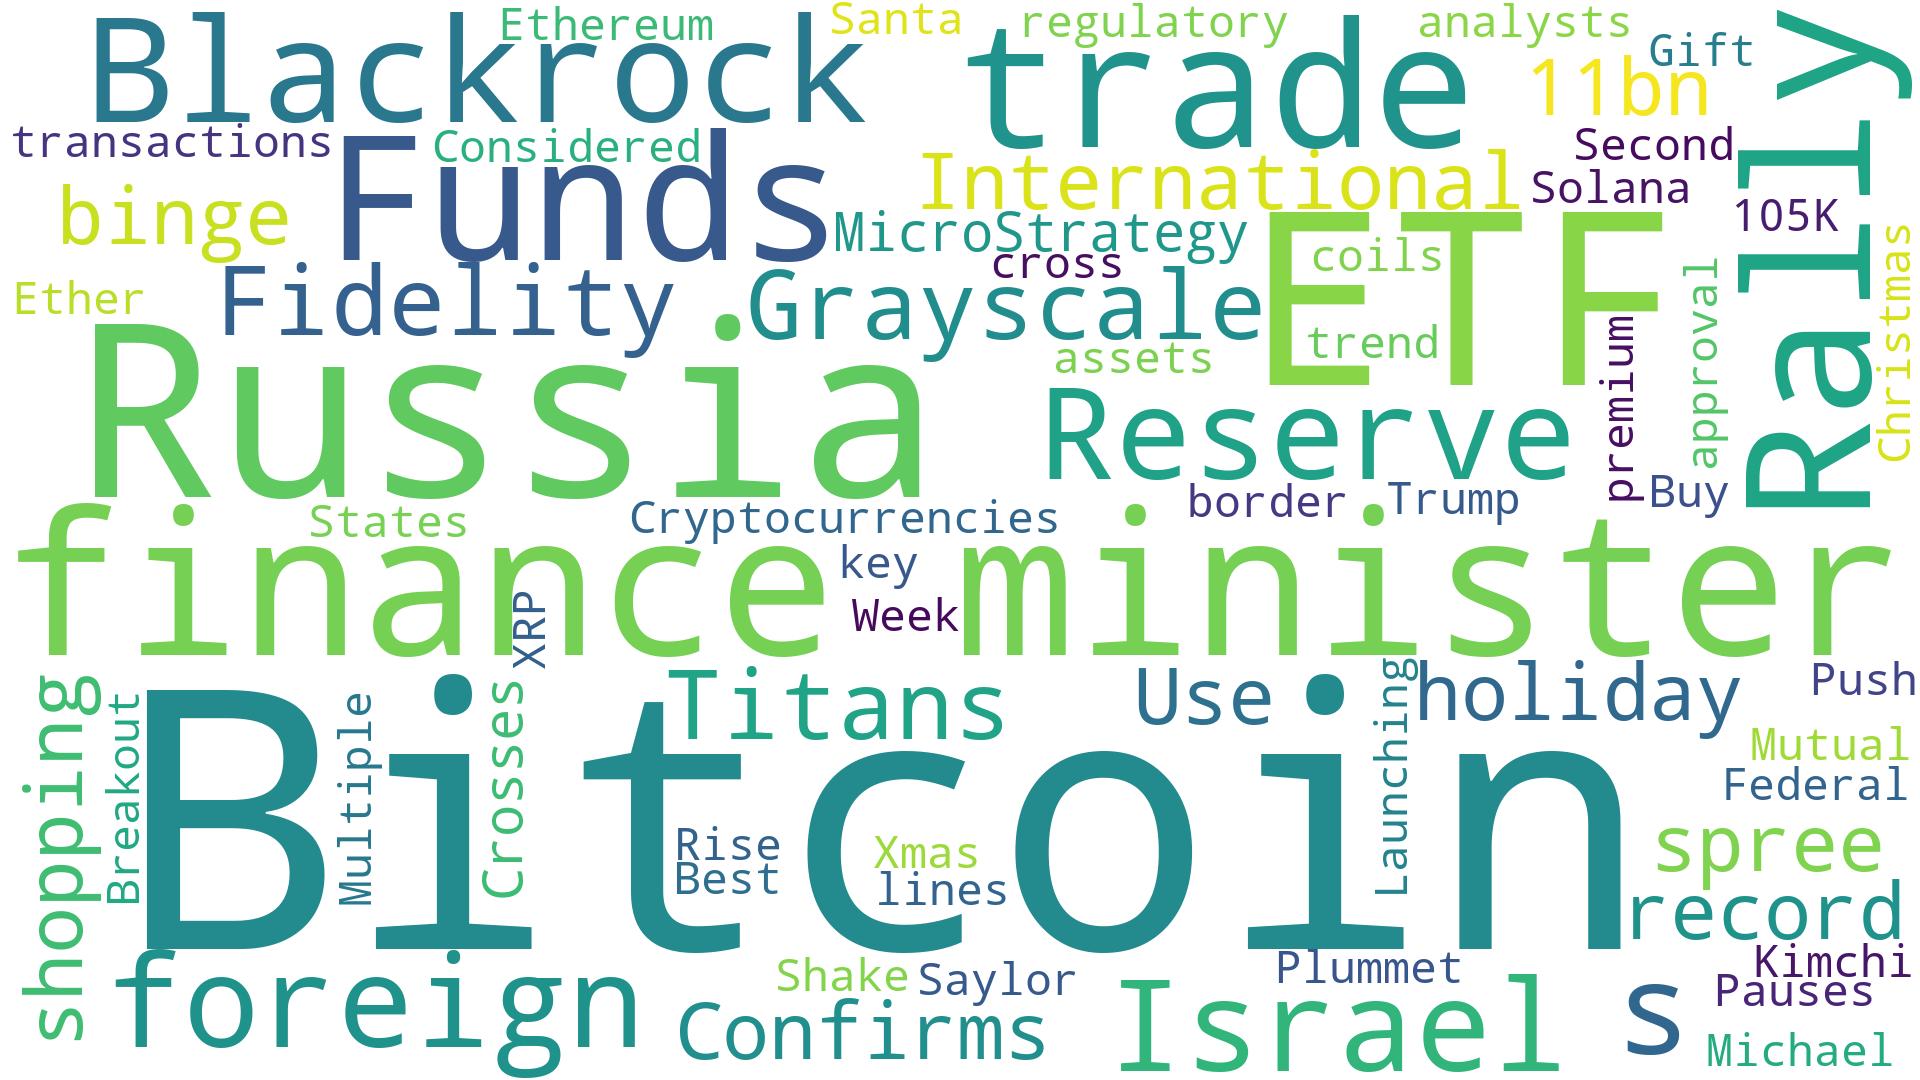 Blackrock
Ethereum
Santa
regulatory
analysts
trade
Gift
11bn
Rally
transactions
Considered
Funds
Second
International
Solana
binge
105K
MicroStrategy
ETF
coils
cross
Christmas
Ether
Fidelity
Grayscale
approval
trend
premium
assets
Russia
Reserve
border
Trump
Buy
States
Cryptocurrencies
finance minister
key
Week
XRP
shopping
Titans
Use
Launching
holiday
Push
Breakout
Multiple
Crosses
Bitcoin
Mutual
Federal
Rise
Xmas
spree
Best
lines
record
foreign
Shake
Saylor
Plummet
Kimchi
Pauses
Confirms
Israel
s
Michael